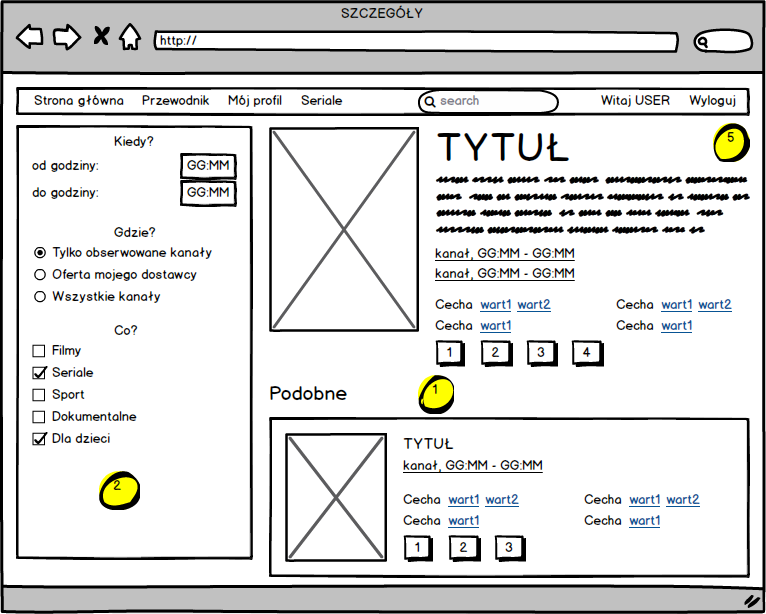 SZCZEGÓŁY
http://
Strona główna Przewodnik Mój profil Seriale search Witaj USER Wyloguj
Kiedy?
od godziny: GG:MM
do godziny: GG:MM
Gdzie?
Tylko obserwowane kanały
Oferta mojego dostawcy
Wszystkie kanały
Co?
Filmy
Seriale
Sport
Dokumentalne
Dla dzieci
2
TYTUŁ
5
kanał, GG:MM - GG:MM
kanał, GG:MM - GG:MM
Cecha wart1 wart2 Cecha wart1 wart2
Cecha wart1 Cecha wart1
1 2 3 4
Podobne 1
TYTUŁ
kanał, GG:MM - GG:MM
Cecha wart1 wart2 Cecha wart1 wart2
Cecha wart1 Cecha wart1
1 2 3